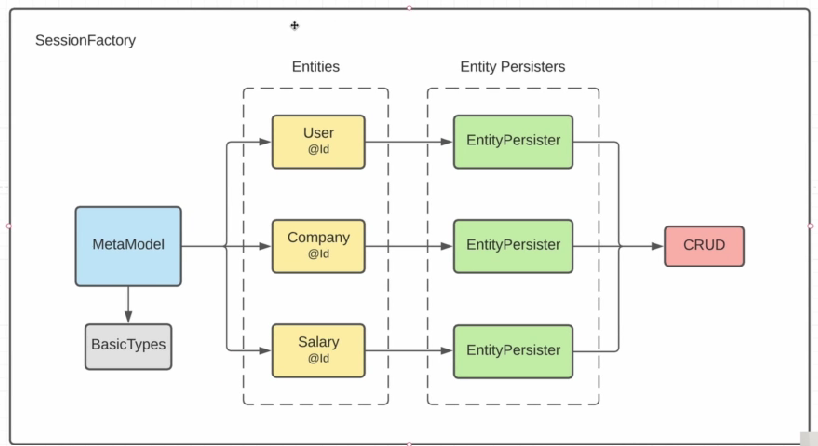 SessionFactory
Entities
Entity Persisters
User
@Id
EntityPersister
MetaModel
Company
@Id
EntityPersister
CRUD
BasicTypes
Salary
@Id
EntityPersister